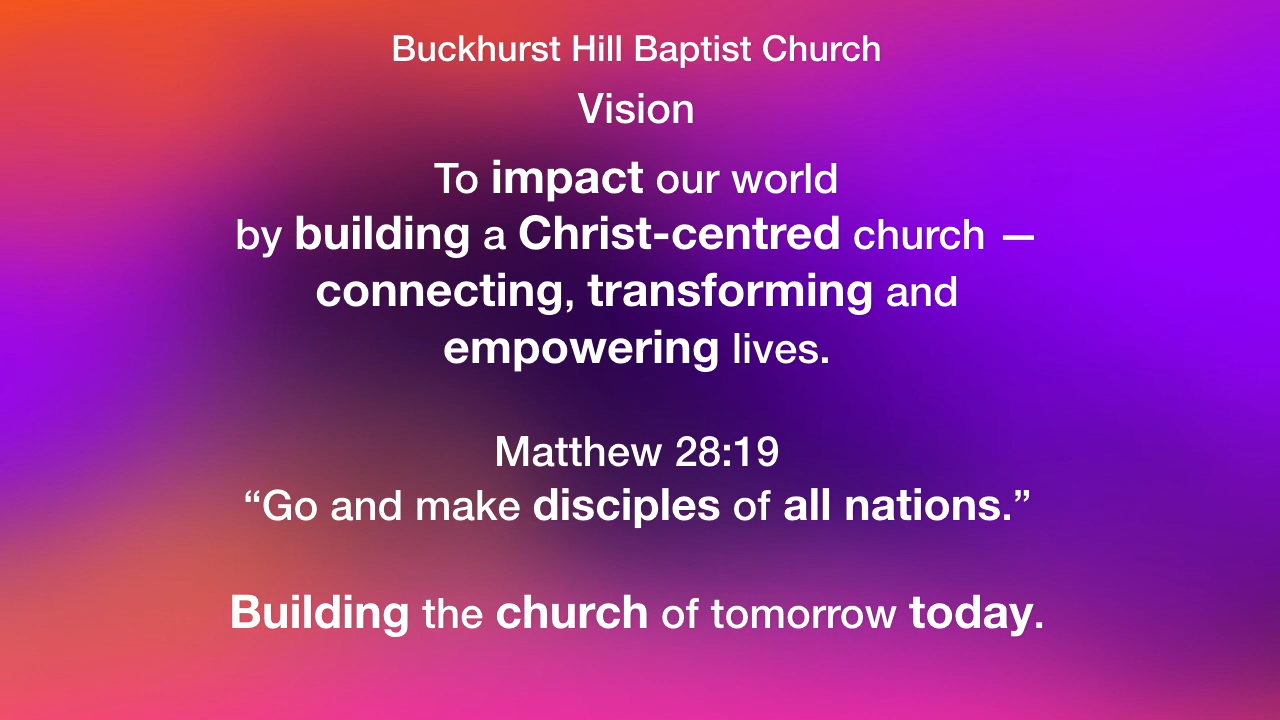 Buckhurst Hill Baptist Church
Vision
To impact our world
by building a Christ-centred church —
connecting, transforming and
empowering lives.
Matthew 28:19
“Go and make disciples of all nations.”
Building the church of tomorrow today.